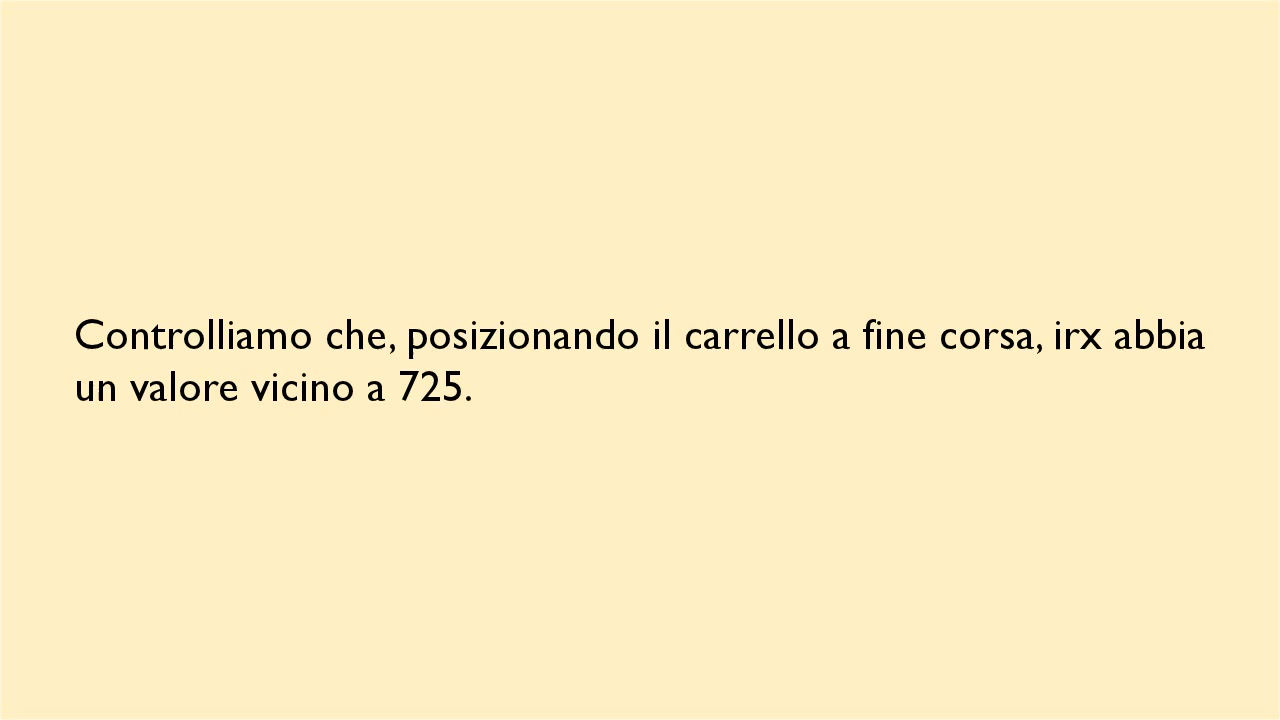 Controlliamo che, posizionando il carrello a fine corsa, irx abbia
un valore vicino a 725.